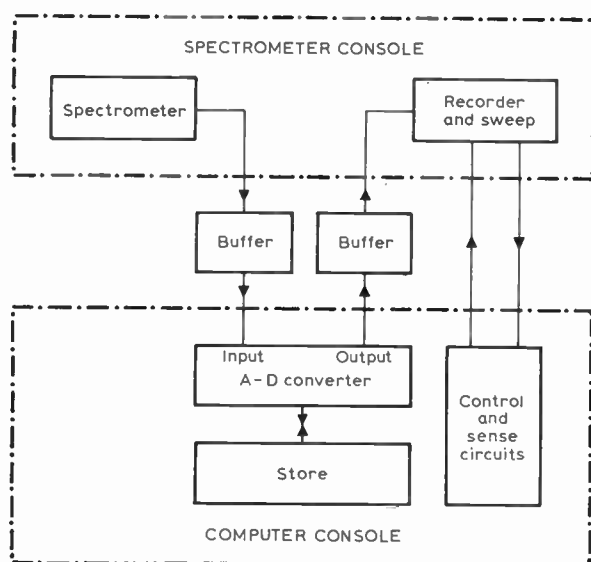 SPECTROMETER CONSOLE
Spectrometer
Recorder
and sweep
Buffer
Buffer
Input
Output
A-D converter
Store
Control
and
sense
circuits
COMPUTER CONSOLE